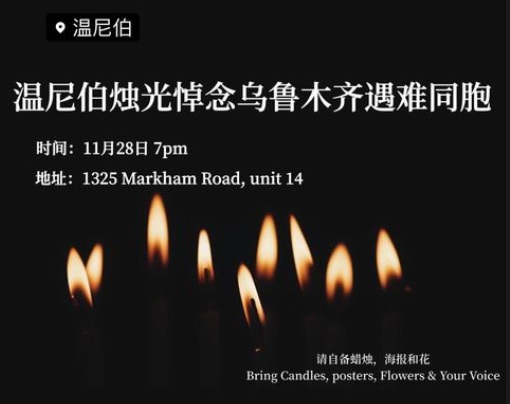 温尼伯
温尼伯烛光悼念乌鲁木齐遇难同胞
时间：11月28日 7pm
地址：1325 Markham Road, unit 14
请自备蜡烛，海报和花
Bring Candles, posters, Flowers & Your Voice